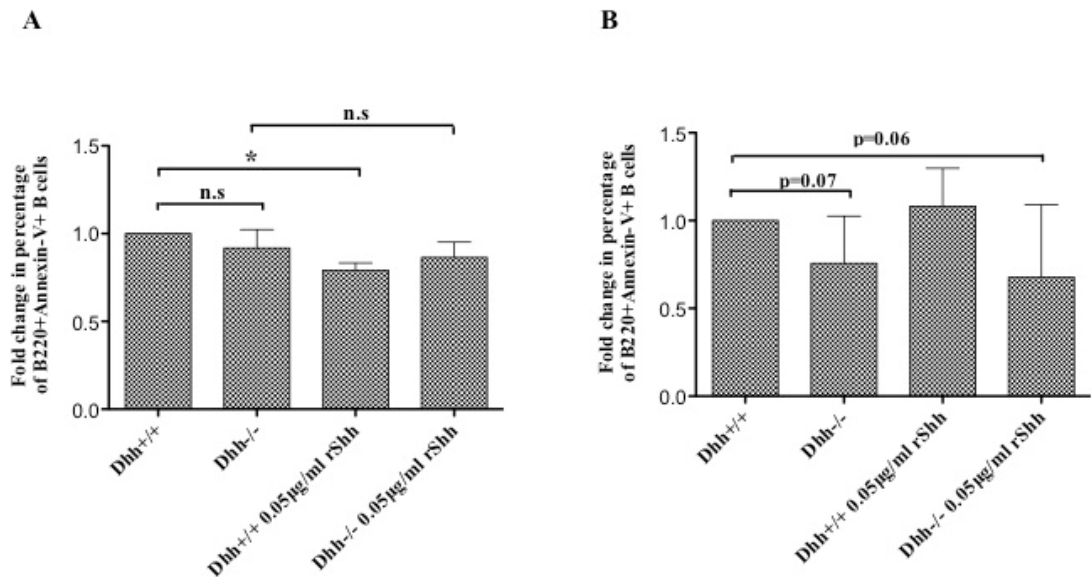 A
Fold change in percentage
of B220+Annexin-V+ B cells
1.5
1.0
0.5
0.0
n.s
*
n.s
Dhh+/+
Dhh-/-
Dhh+/+ 0.05µg/ml rShh
Dhh-/- 0.05µg/ml rShh
B
Fold change in percentage
of B220+Annexin-V+ B cells
1.5
1.0
0.5
0.0
p=0.06
p=0.07
Dhh+/+
Dhh-/-
Dhh+/+ 0.05µg/ml rShh
Dhh-/- 0.05µg/ml rShh